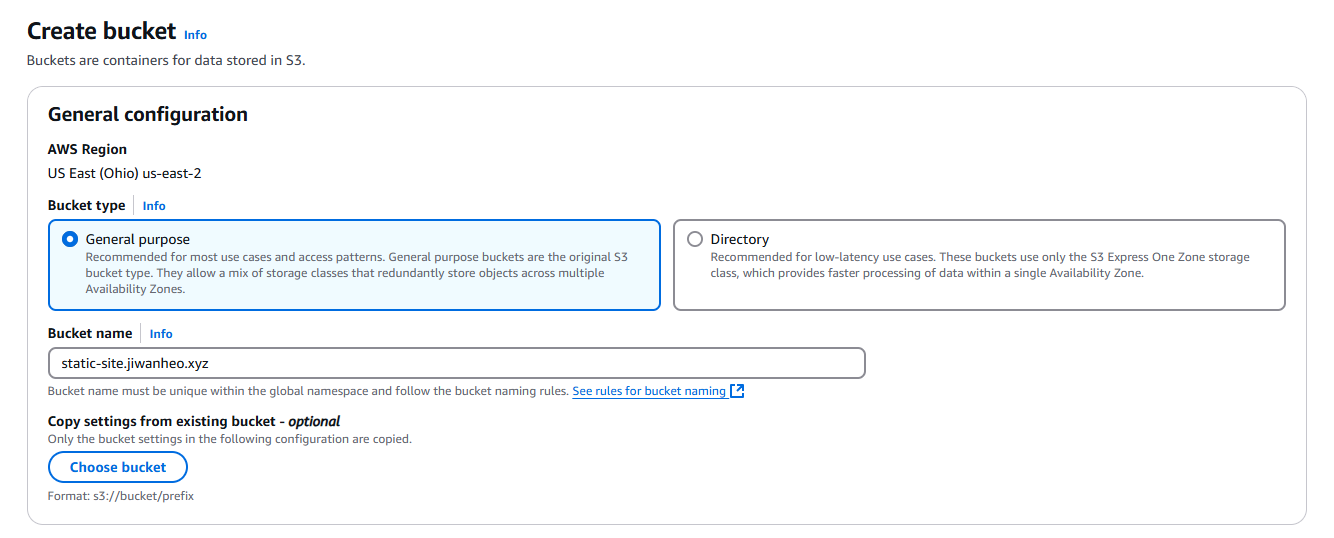 Create bucket Info
Buckets are containers for data stored in S3.
General configuration
AWS Region
US East (Ohio) us-east-2
Bucket type Info
General purpose
Recommended for most use cases and access patterns. General purpose buckets are the original S3
bucket type. They allow a mix of storage classes that redundantly store objects across multiple
Availability Zones.
Directory
Recommended for low-latency use cases. These buckets use only the S3 Express One Zone storage
class, which provides faster processing of data within a single Availability Zone.
Bucket name Info
static-site.jiwanheo.xyz
Bucket name must be unique within the global namespace and follow the bucket naming rules. See rules for bucket naming
Copy settings from existing bucket - optional
Only the bucket settings in the following configuration are copied.
Choose bucket
Format: s3://bucket/prefix